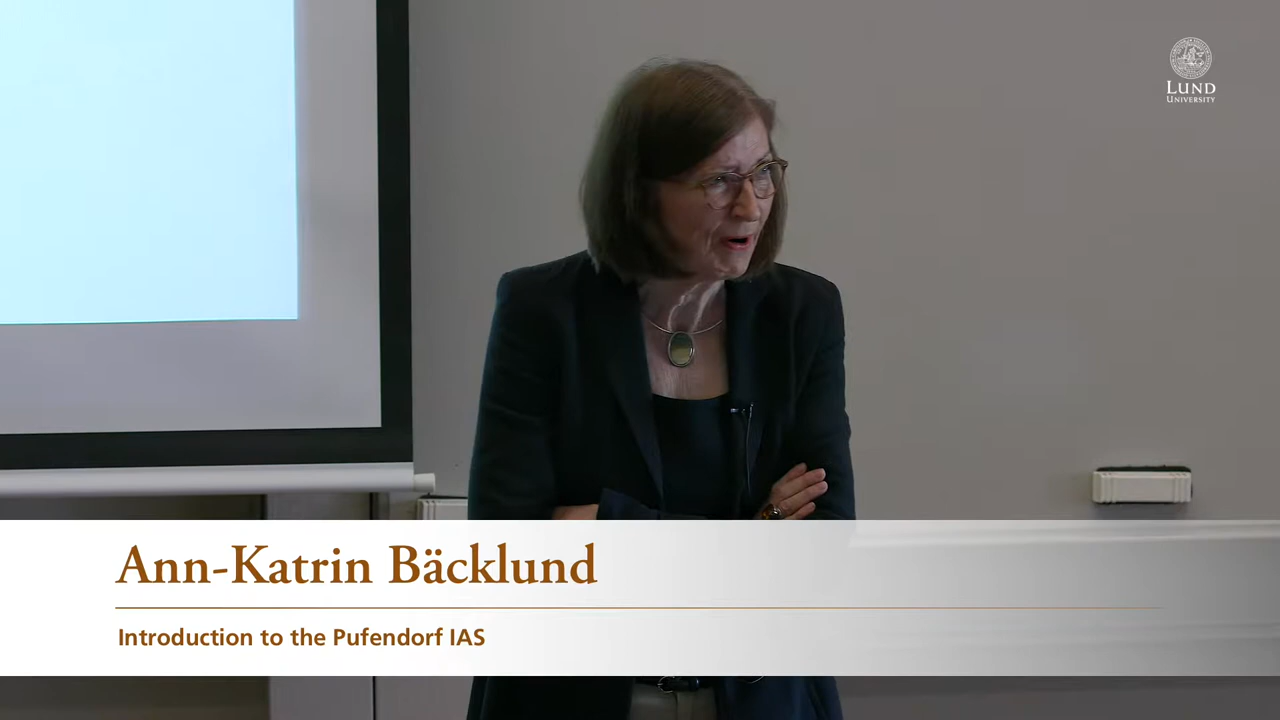 LUND
UNIVERSITY
Ann-Katrin Bäcklund
Introduction to the Pufendorf IAS